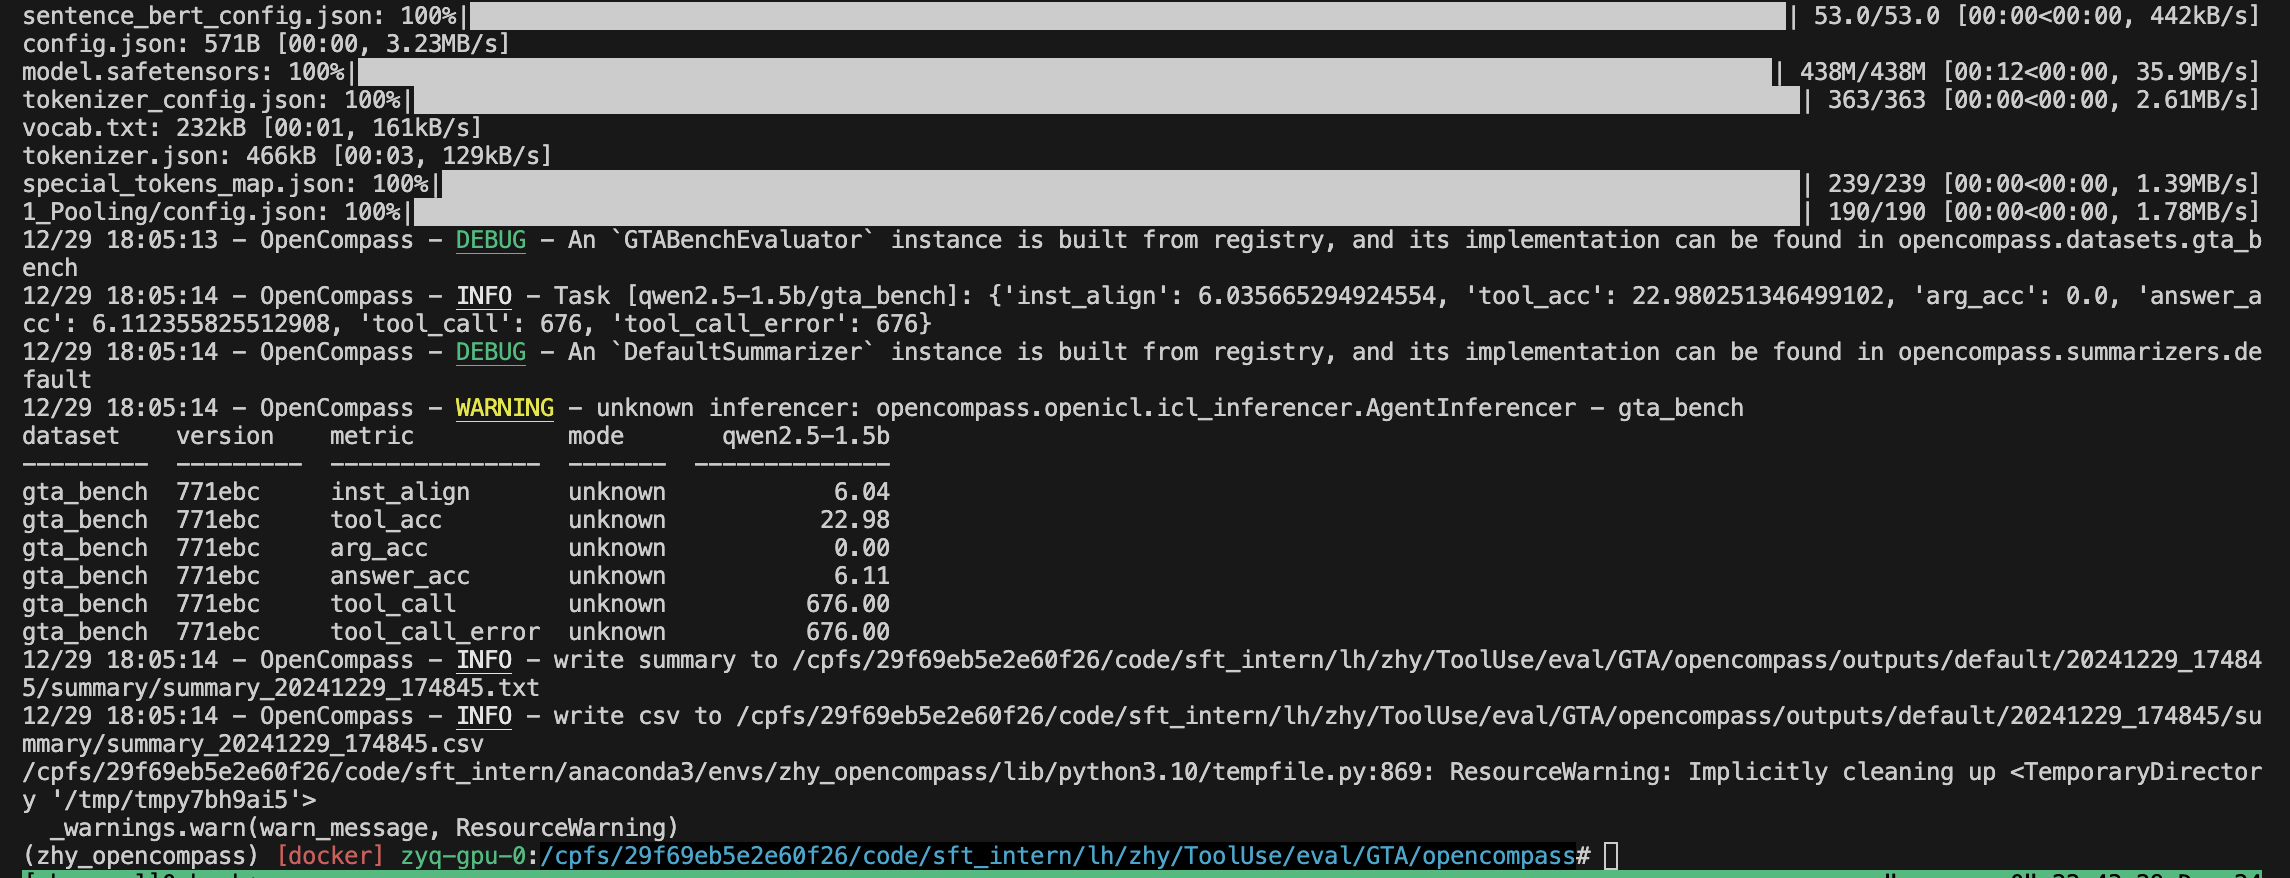 sentence_bert_config.json: 100%| | 53.0/53.0 [00:00<00:00, 442kB/s]
config.json: 571B [00:00, 3.23MB/s]
model.safetensors: 100%| | 438M/438M [00:12<00:00, 35.9MB/s]
tokenizer_config.json: 100%| | 363/363 [00:00<00:00, 2.61MB/s]
vocab.txt: 232kB [00:01, 161kB/s]
tokenizer.json: 466kB [00:03, 129kB/s]
special_tokens_map.json: 100%| | 239/239 [00:00<00:00, 1.39MB/s]
1_Pooling/config.json: 100%| | 190/190 [00:00<00:00, 1.78MB/s]
12/29 18:05:13 - OpenCompass - DEBUG - An `GTABenchEvaluator` instance is built from registry, and its implementation can be found in opencompass.datasets.gta_b
ench
12/29 18:05:14 - OpenCompass - INFO - Task [qwen2.5-1.5b/gta_bench]: {'inst_align': 6.035665294924554, 'tool_acc': 22.980251346499102, 'arg_acc': 0.0, 'answer_a
cc': 6.112355825512908, 'tool_call': 676, 'tool_call_error': 676}
12/29 18:05:14 - OpenCompass - DEBUG - An `DefaultSummarizer` instance is built from registry, and its implementation can be found in opencompass.summarizers.de
fault
12/29 18:05:14 - OpenCompass - WARNING - unknown inferencer: opencompass.openicl.icl_inferencer.AgentInferencer - gta_bench
dataset    version    metric           mode       qwen2.5-1.5b
---------  ---------  ---------------  -------  --------------
gta_bench  771ebc     inst_align       unknown            6.04
gta_bench  771ebc     tool_acc         unknown           22.98
gta_bench  771ebc     arg_acc          unknown            0.00
gta_bench  771ebc     answer_acc       unknown            6.11
gta_bench  771ebc     tool_call        unknown          676.00
gta_bench  771ebc     tool_call_error  unknown          676.00
12/29 18:05:14 - OpenCompass - INFO - write summary to /cpfs/29f69eb5e2e60f26/code/sft_intern/lh/zhy/ToolUse/eval/GTA/opencompass/outputs/default/20241229_17484
5/summary/summary_20241229_174845.txt
12/29 18:05:14 - OpenCompass - INFO - write csv to /cpfs/29f69eb5e2e60f26/code/sft_intern/lh/zhy/ToolUse/eval/GTA/opencompass/outputs/default/20241229_174845/su
mmary/summary_20241229_174845.csv
/cpfs/29f69eb5e2e60f26/code/sft_intern/anaconda3/envs/zhy_opencompass/lib/python3.10/tempfile.py:869: ResourceWarning: Implicitly cleaning up <TemporaryDirector
y '/tmp/tmpy7bh9ai5'>
  _warnings.warn(warn_message, ResourceWarning)
(zhy_opencompass) [docker] zyq-gpu-0:/cpfs/29f69eb5e2e60f26/code/sft_intern/lh/zhy/ToolUse/eval/GTA/opencompass#